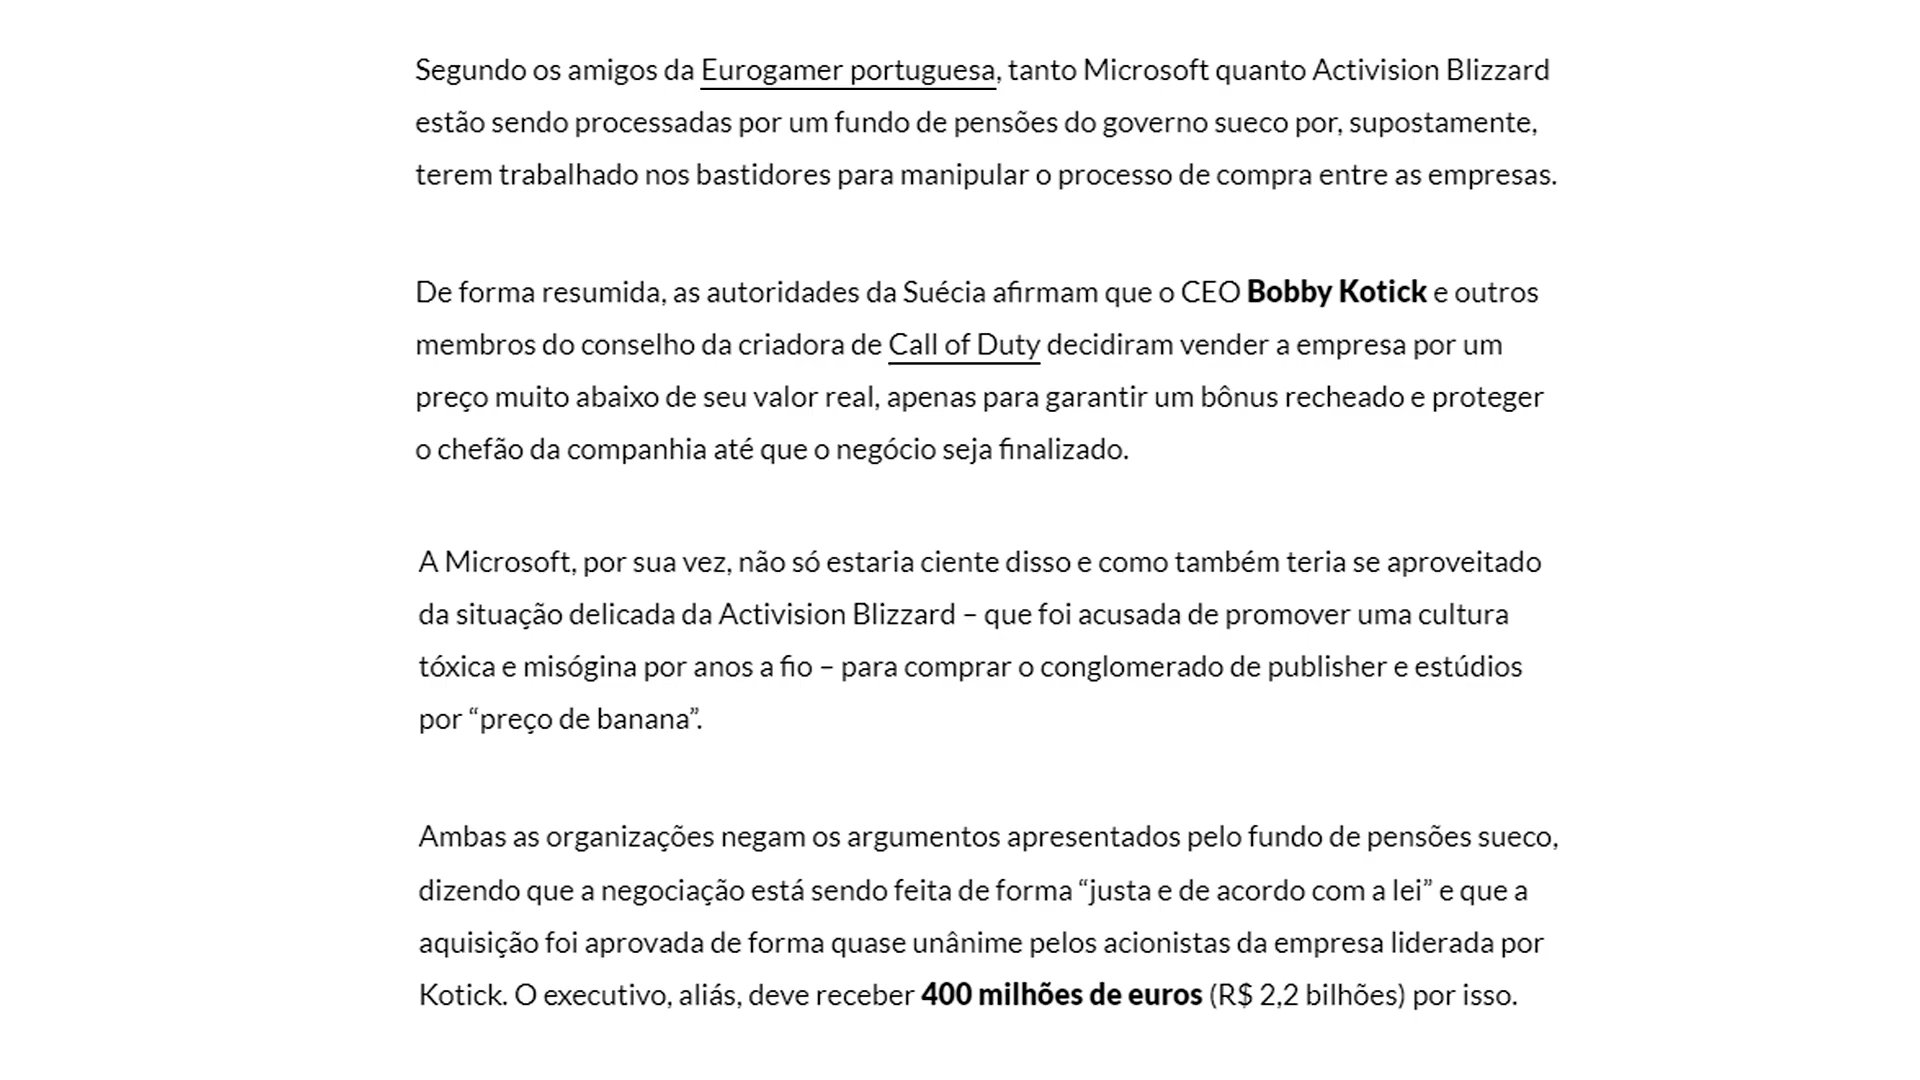 Segundo os amigos da Eurogamer portuguesa, tanto Microsoft quanto Activision Blizzard
estão sendo processadas por um fundo de pensões do governo sueco por, supostamente,
terem trabalhado nos bastidores para manipular o processo de compra entre as empresas.
De forma resumida, as autoridades da Suécia afirmam que o CEO Bobby Kotick e outros
membros do conselho da criadora de Call of Duty decidiram vender a empresa por um
preço muito abaixo de seu valor real, apenas para garantir um bônus recheado e proteger
o chefão da companhia até que o negócio seja finalizado.
A Microsoft, por sua vez, não só estaria ciente disso e como também teria se aproveitado
da situação delicada da Activision Blizzard – que foi acusada de promover uma cultura
tóxica e misógina por anos a fio – para comprar o conglomerado de publisher e estúdios
por “preço de banana”.
Ambas as organizações negam os argumentos apresentados pelo fundo de pensões sueco,
dizendo que a negociação está sendo feita de forma “justa e de acordo com a lei” e que a
aquisição foi aprovada de forma quase unânime pelos acionistas da empresa liderada por
Kotick. O executivo, aliás, deve receber 400 milhões de euros (R$ 2,2 bilhões) por isso.